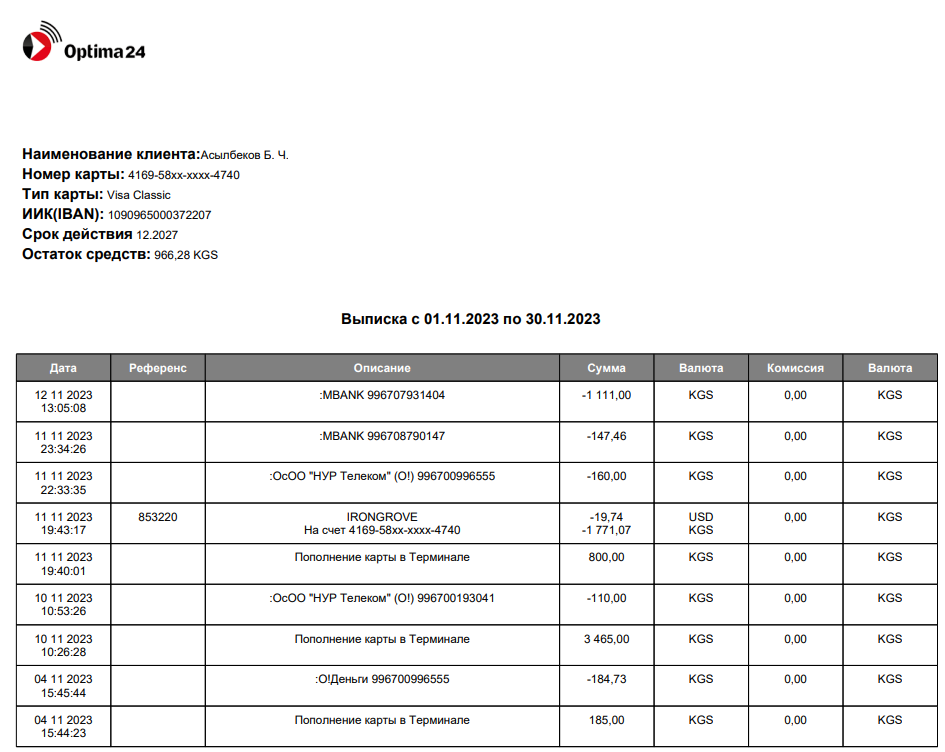 Optima24
Наименование клиента:Асылбеков Б. Ч.
Номер карты: 4169-58xx-xxxx-4740
Тип карты: Visa Classic
ИИК(IBAN): 1090965000372207
Срок действия 12.2027
Остаток средств: 966,28 KGS
Выписка с 01.11.2023 по 30.11.2023
Дата Референс Описание Сумма Валюта Комиссия Валюта
12 11 2023 :MBANK 996707931404 -1 111,00 KGS 0,00 KGS
13:05:08
11 11 2023 :MBANK 996708790147 -147,46 KGS 0,00 KGS
23:34:26
11 11 2023 :ОсОО "НУР Телеком" (О!) 996700996555 -160,00 KGS 0,00 KGS
22:33:35
11 11 2023 853220 IRONGROVE -19,74 USD 0,00 KGS
19:43:17 На счет 4169-58xx-xxxx-4740 -1 771,07 KGS
11 11 2023 Пополнение карты в Терминале 800,00 KGS 0,00 KGS
19:40:01
10 11 2023 :ОсОО "НУР Телеком" (О!) 996700193041 -110,00 KGS 0,00 KGS
10:53:26
10 11 2023 Пополнение карты в Терминале 3 465,00 KGS 0,00 KGS
10:26:28
04 11 2023 :О!Деньги 996700996555 -184,73 KGS 0,00 KGS
15:45:44
04 11 2023 Пополнение карты в Терминале 185,00 KGS 0,00 KGS
15:44:23